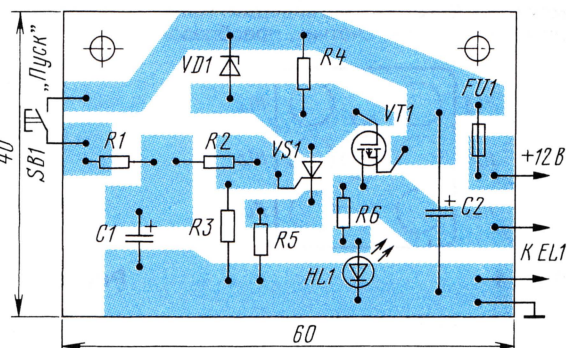 40
SB1 „Пуск"
VD1
R4
FU1
VT1
R1
R2
VS1
+12 В
C1
+
R3
R5
R6
+
C2
К EL1
HL1
60